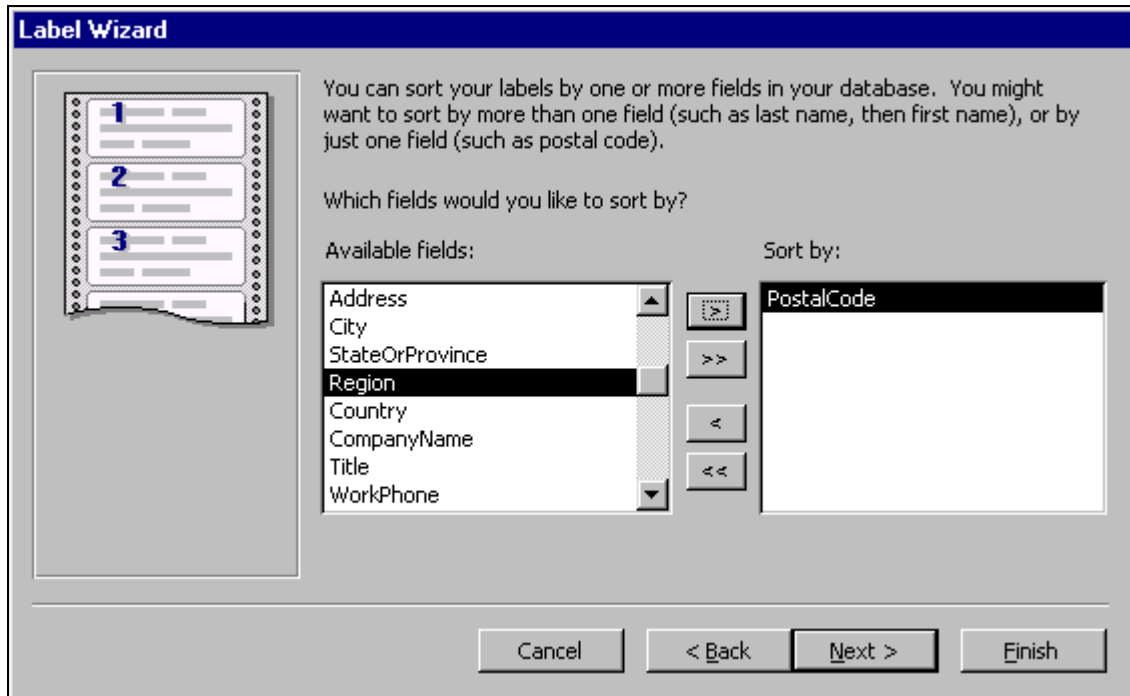 Label Wizard
1
2
3
You can sort your labels by one or more fields in your database.  You might
want to sort by more than one field (such as last name, then first name), or by
just one field (such as postal code).
Which fields would you like to sort by?
Available fields:
Address
City
StateOrProvince
Region
Country
CompanyName
Title
WorkPhone
>
>>
<
<<
Sort by:
PostalCode
Cancel
< Back
Next >
Finish